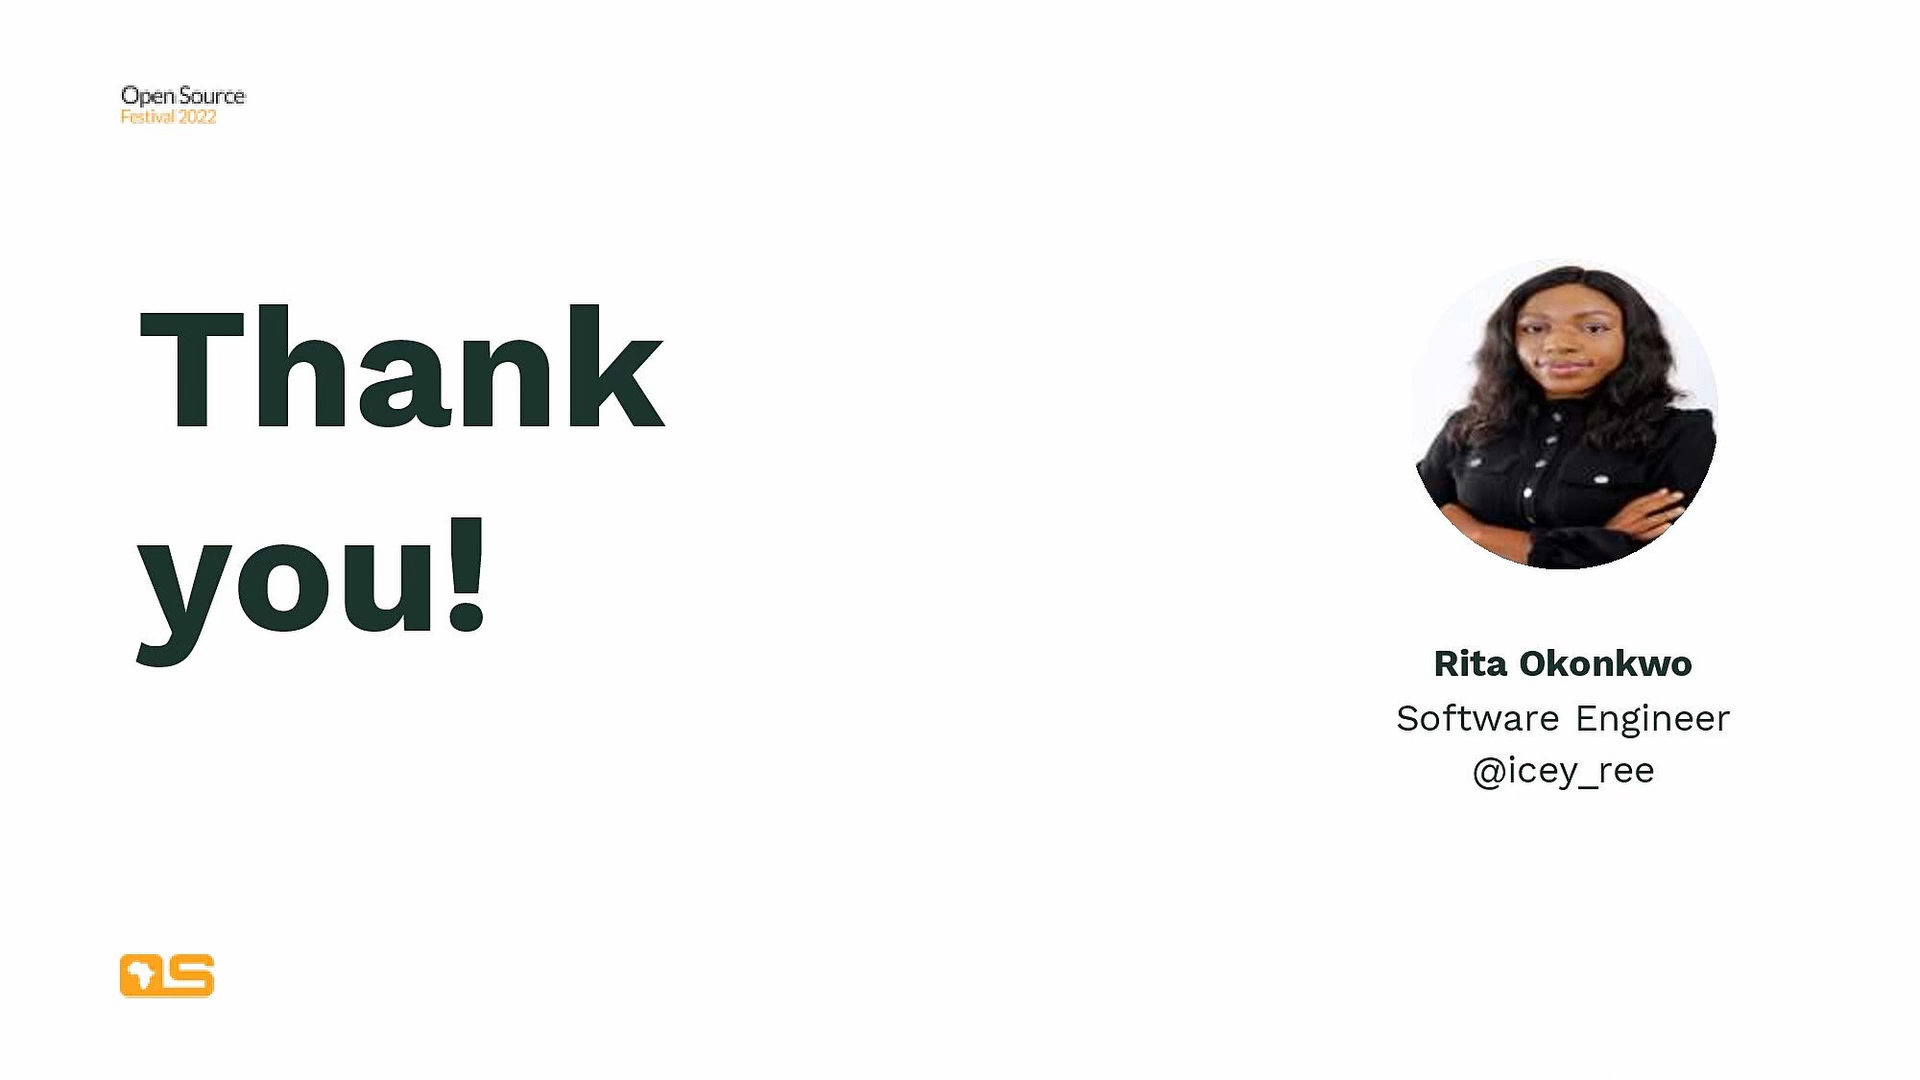 Open Source
Festival 2022
Thank
you!
Rita Okonkwo
Software Engineer
@icey_ree